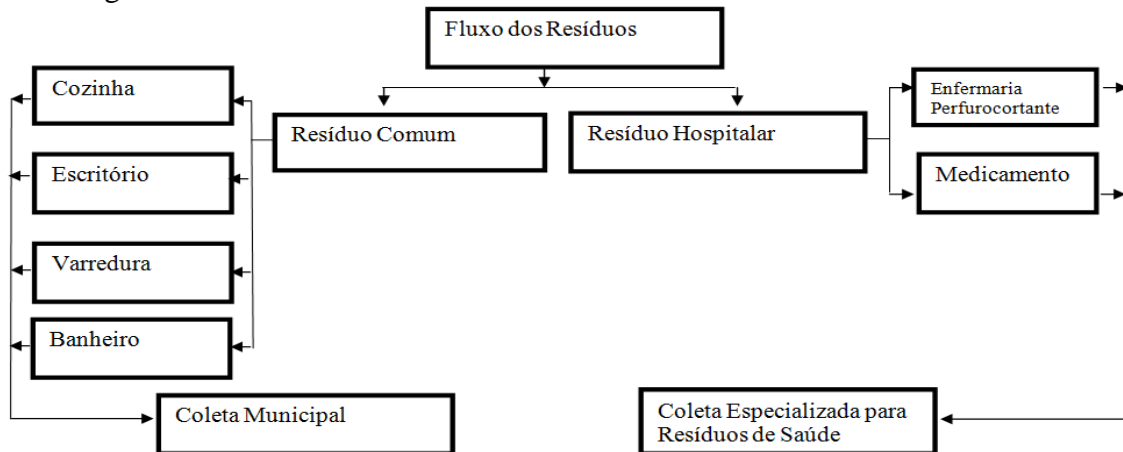 Fluxo dos Resíduos
Cozinha
Enfermaria
Perfurocortante
Resíduo Comum
Resíduo Hospitalar
Escritório
Medicamento
Varredura
Banheiro
Coleta Municipal
Coleta Especializada para
Resíduos de Saúde